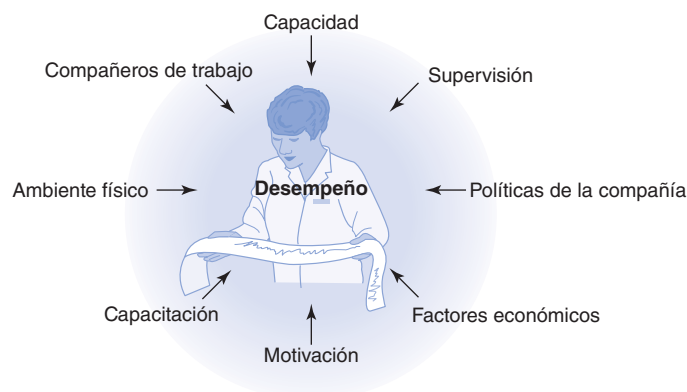 Capacidad
Compañeros de trabajo
Supervisión
Ambiente físico
Desempeño
Políticas de la compañía
Capacitación
Factores económicos
Motivación